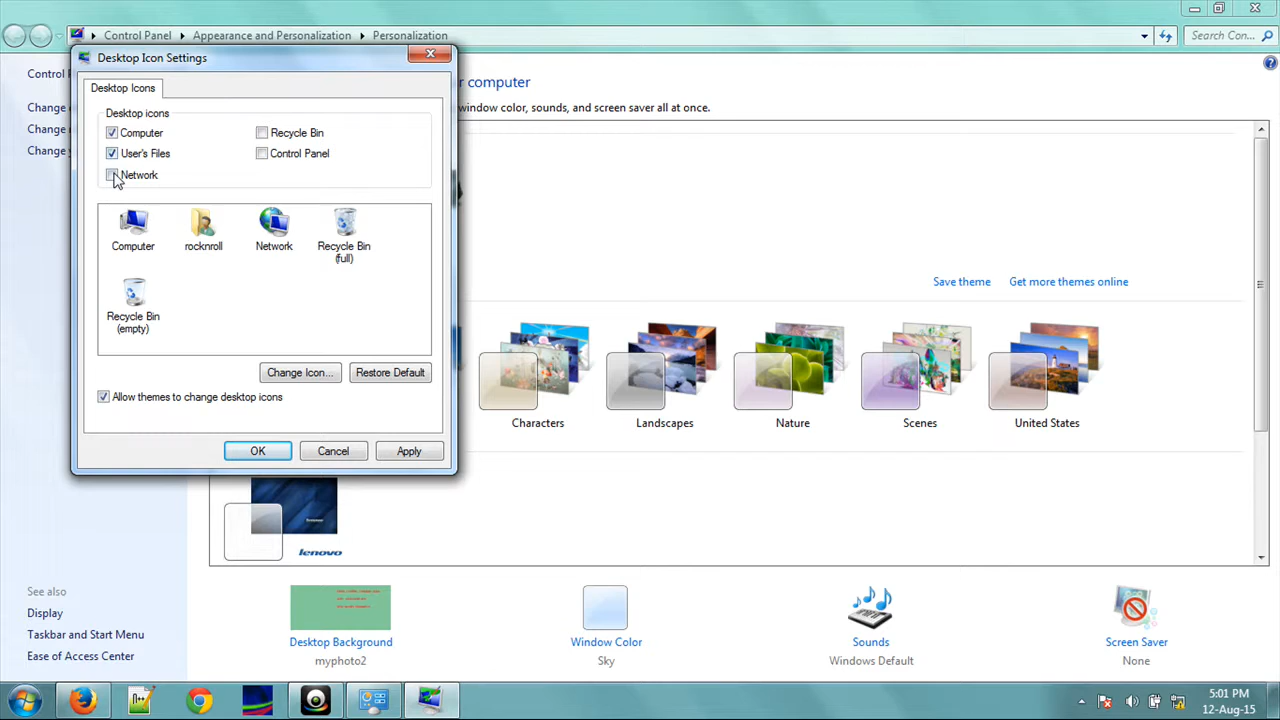 Control Panel
Appearance and Personalization
Personalization
Search Con...
Desktop Icon Settings
Control
Change
Change
Change
r computer
window color, sounds, and screen saver all at once.
Desktop Icons
Desktop icons
Computer
Recycle Bin
User's Files
Control Panel
Network
Computer
rocknroll
Network
Recycle Bin
(full)
Recycle Bin
(empty)
Change Icon...
Restore Default
Allow themes to change desktop icons
OK
Cancel
Apply
Save theme
Get more themes online
Characters
Landscapes
Nature
Scenes
United States
lenovo
See also
Display
Taskbar and Start Menu
Ease of Access Center
Desktop Background
myphoto2
Window Color
Sky
Sounds
Windows Default
Screen Saver
None
5:01 PM
12-Aug-15